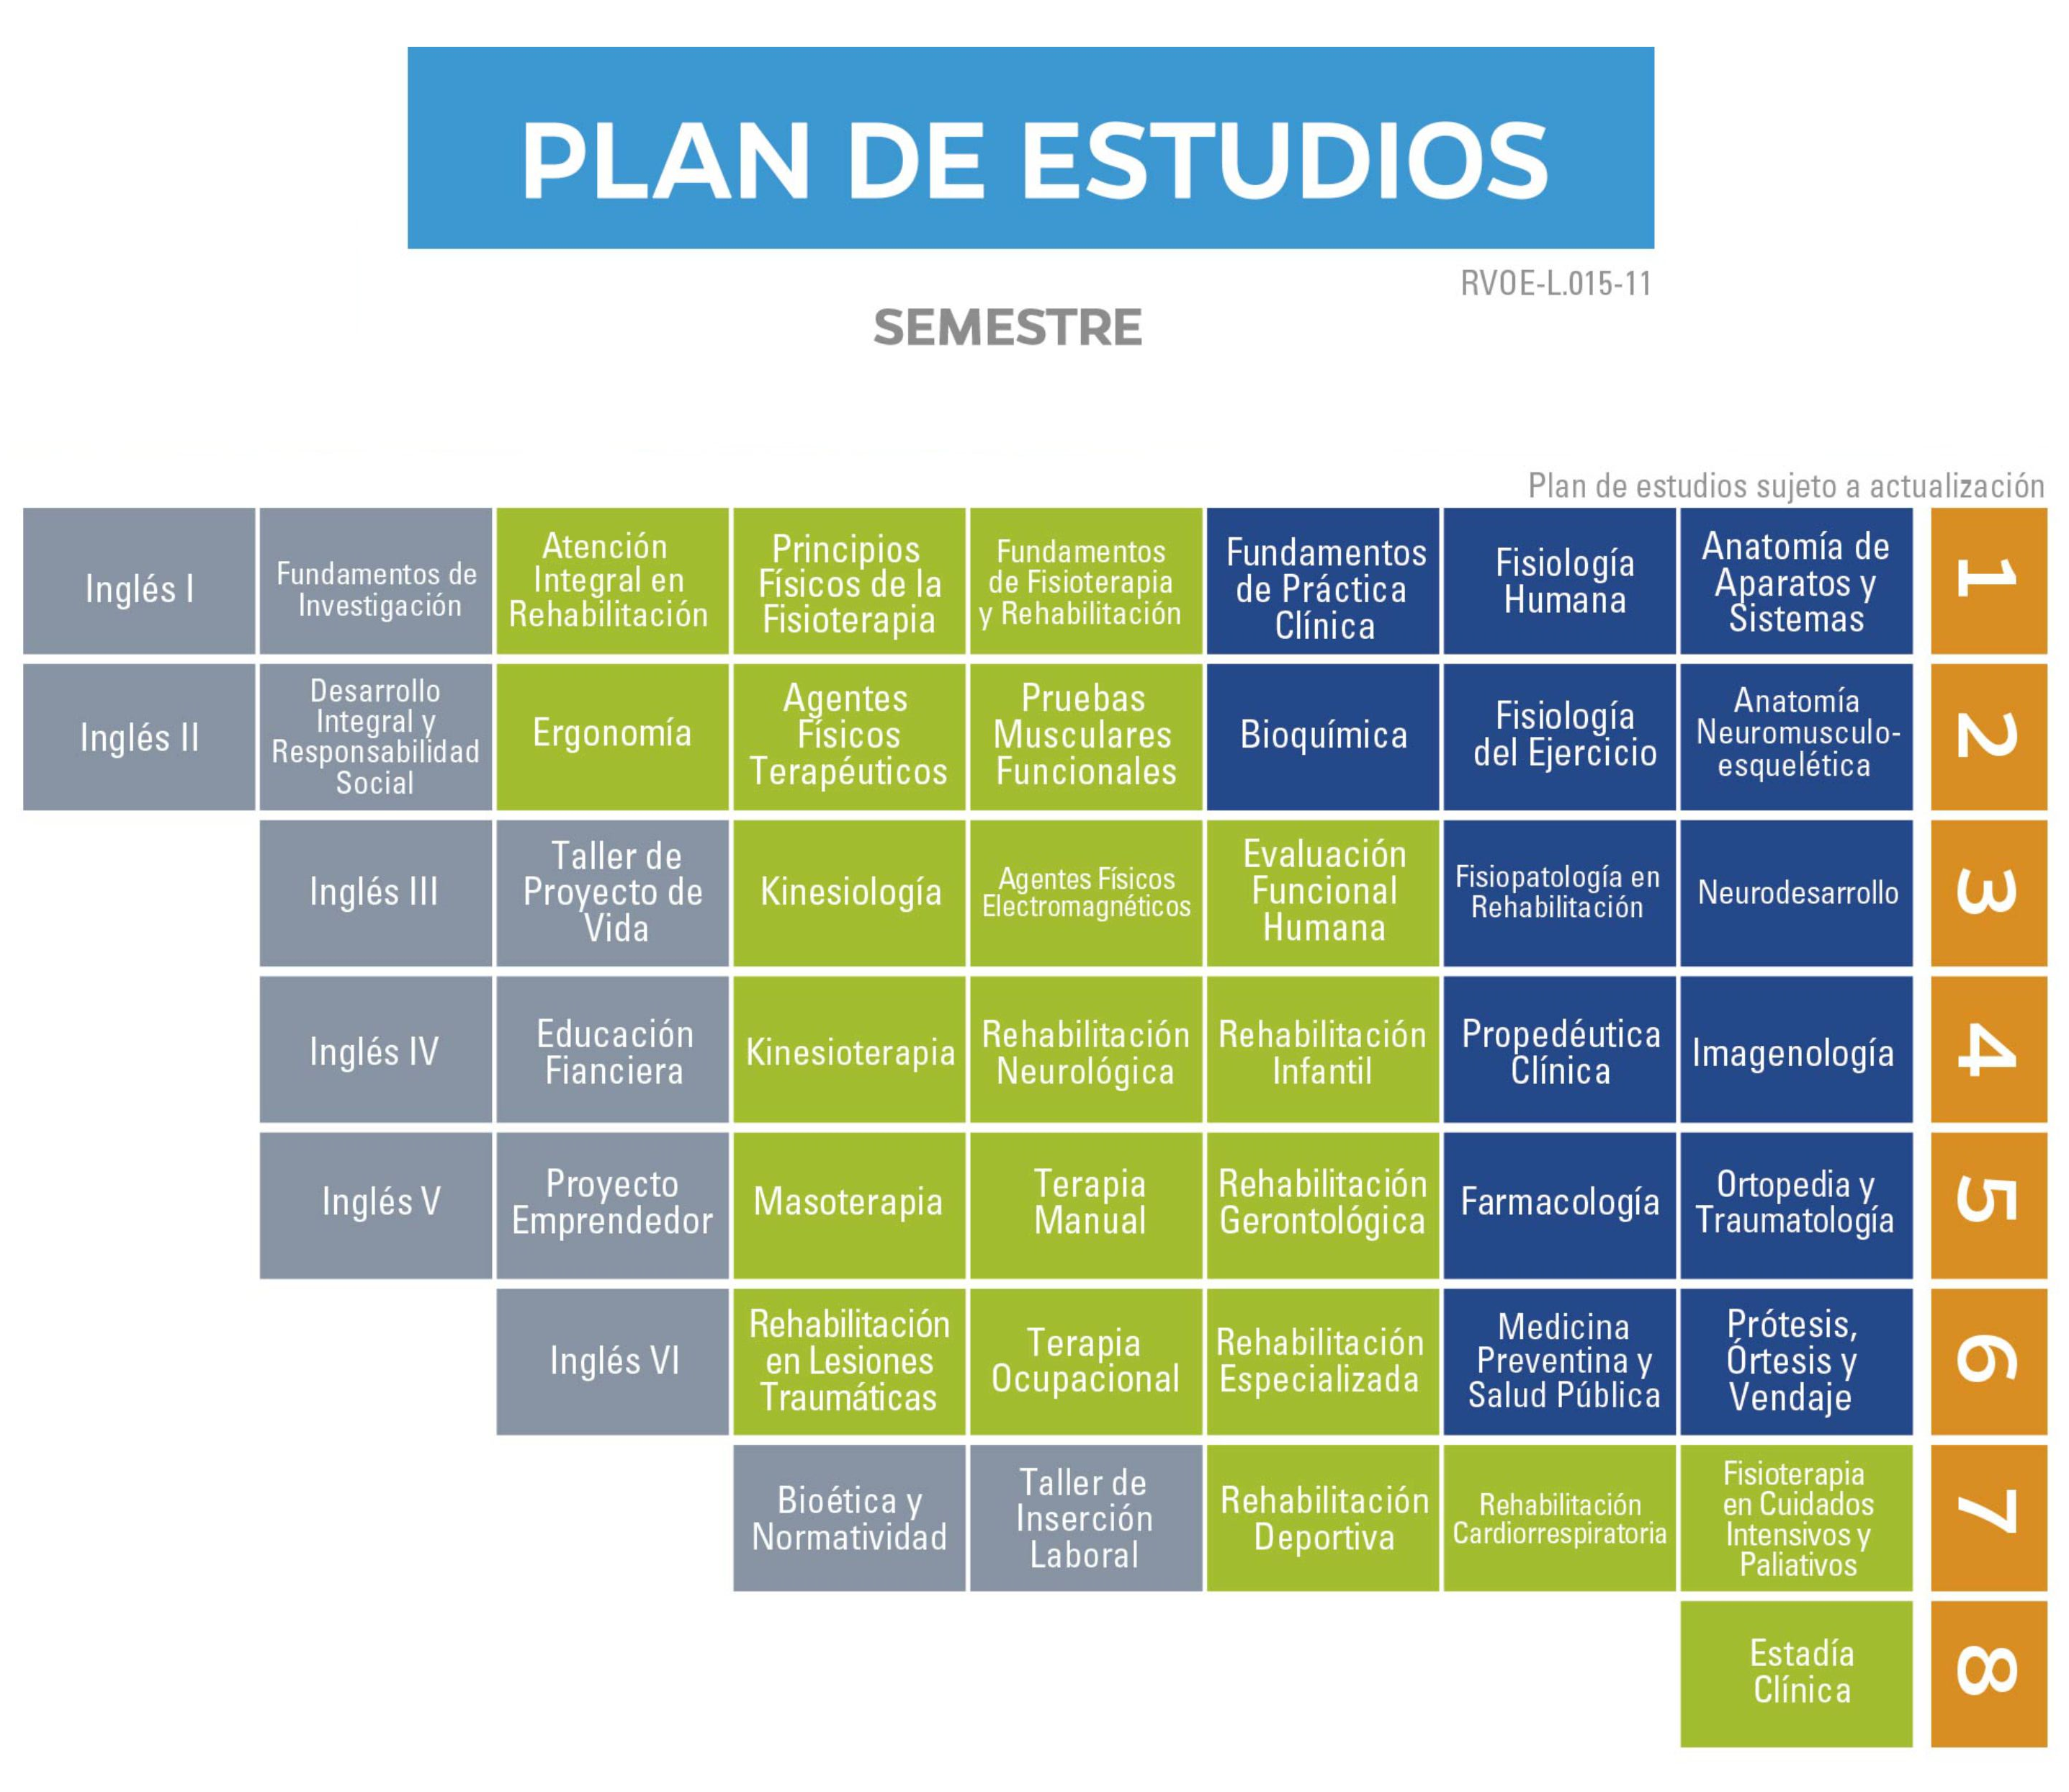 PLAN DE ESTUDIOS
RVOE-L.015-11
SEMESTRE
Plan de estudios sujeto a actualización
Inglés I
Fundamentos de
Investigación
Atención
Integral en
Rehabilitación
Principios
Físicos de la
Fisioterapia
Fundamentos
de Fisioterapia
y Rehabilitación
Fundamentos
de Práctica
Clínica
Fisiología
Humana
Anatomía de
Aparatos y
Sistemas
1
Inglés II
Desarrollo
Integral y
Responsabilidad
Social
Ergonomía
Agentes
Físicos
Terapéuticos
Pruebas
Musculares
Funcionales
Bioquímica
Fisiología
del Ejercicio
Anatomía
Neuromusculo-
esquelética
2
Inglés III
Taller de
Proyecto de
Vida
Kinesiología
Agentes Físicos
Electromagnéticos
Evaluación
Funcional
Humana
Fisiopatología en
Rehabilitación
Neurodesarrollo
3
Inglés IV
Educación
Fianciera
Kinesioterapia
Rehabilitación
Neurológica
Rehabilitación
Infantil
Propedéutica
Clínica
Imagenología
4
Inglés V
Proyecto
Emprendedor
Masoterapia
Terapia
Manual
Rehabilitación
Gerontológica
Farmacología
Ortopedia y
Traumatología
5
Inglés VI
Rehabilitación
en Lesiones
Traumáticas
Terapia
Ocupacional
Rehabilitación
Especializada
Medicina
Preventina y
Salud Pública
Prótesis,
Órtesis y
Vendaje
6
Bioética y
Normatividad
Taller de
Inserción
Laboral
Rehabilitación
Deportiva
Rehabilitación
Cardiorrespiratoria
Fisioterapia
en Cuidados
Intensivos y
Paliativos
7
Estadía
Clínica
8